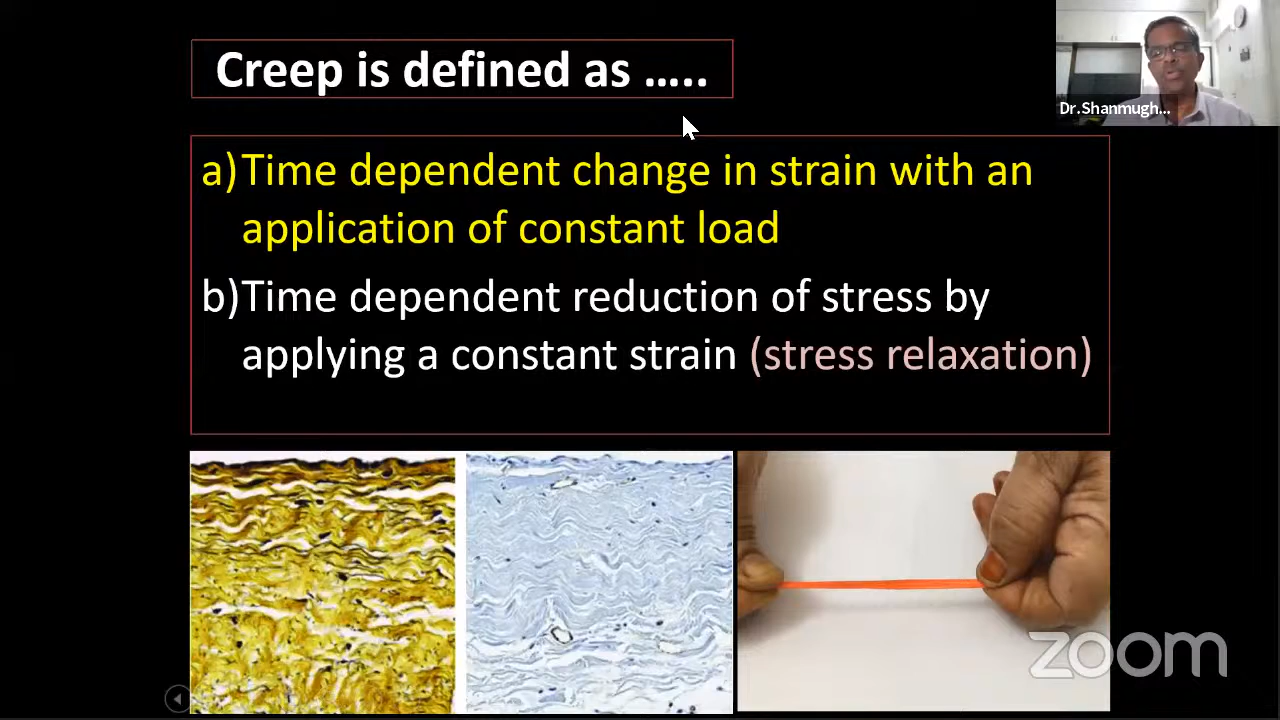 Creep is defined as …..
Dr.Shanmugh...
a)Time dependent change in strain with an
application of constant load
b)Time dependent reduction of stress by
applying a constant strain (stress relaxation)
zoom